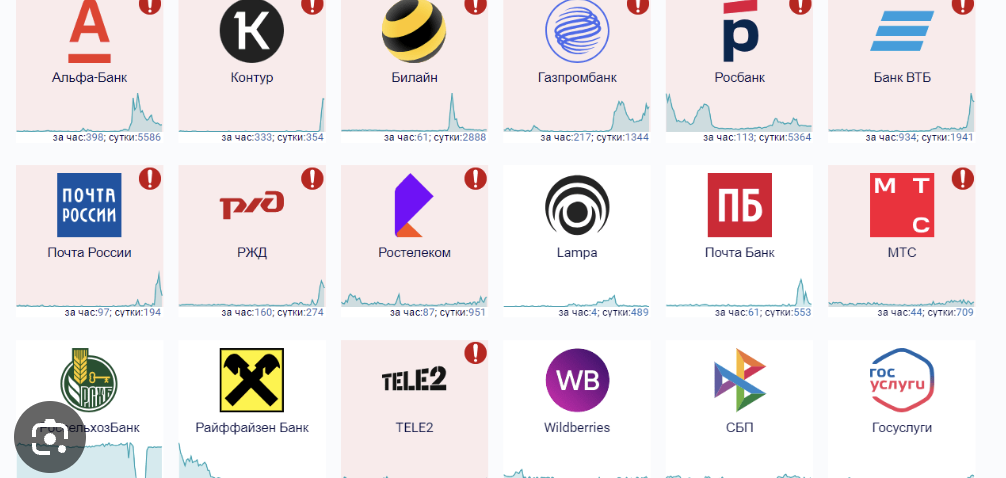 Альфа-Банк
Контур
Билайн
Газпромбанк
Росбанк
Банк ВТБ
за час:398; сутки:5586
за час:333; сутки:354
за час:61; сутки:2888
за час:217; сутки:1344
за час:113; сутки:5364
за час:934; сутки:1941
ПОЧТА
РОССИИ
ржд
ПБ
М Т
С
Почта России
РЖД
Ростелеком
Lampa
Почта Банк
МТС
за час:97; сутки:194
за час:160; сутки:274
за час:87; сутки:951
за час:4; сутки:489
за час:61; сутки:553
за час:44; сутки:709
РСХБ
TELE2
WB
гос
услуги
РоссельхозБанк
Райффайзен Банк
TELE2
Wildberries
СБП
Госуслуги